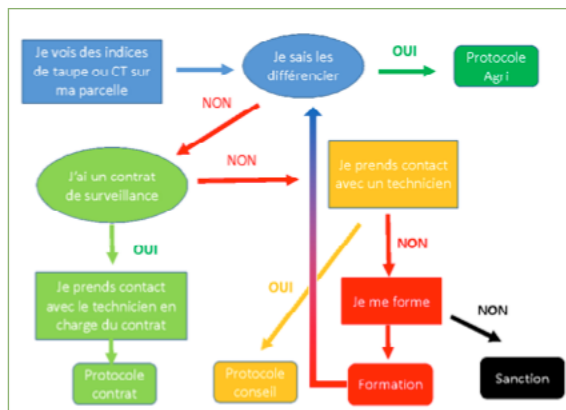 Je vois des indices
de taupe ou CT sur
ma parcelle
Je sais les
différencier
OUI
Protocole
Agri
NON
J'ai un contrat
de surveillance
NON
Je prends contact
avec un technicien
OUI
Je prends contact
avec le technicien en
charge du contrat
OUI
NON
Je me forme
NON
Protocole
contrat
Protocole
conseil
Formation
Sanction